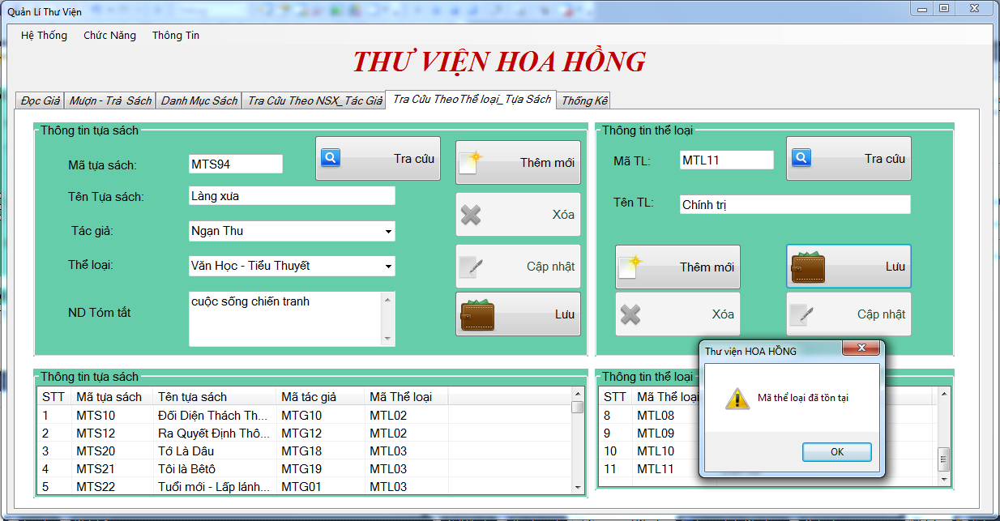 Quản Lí Thư Viện
Hệ Thống Chức Năng Thông Tin
THƯ VIỆN HOA HỒNG
Đọc Giả Mượn - Trả Sách Danh Mục Sách Tra Cứu Theo NSX_Tác Giả Tra Cứu TheoThể loại_Tựa Sách Thống Kê
Thông tin tựa sách
Mã tựa sách: MTS94 Tra cứu
Tên Tựa sách: Làng xưa
Tác giả: Ngạn Thu
Thể loại: Văn Học - Tiểu Thuyết
ND Tóm tắt cuộc sống chiến tranh
Thêm mới
Xóa
Cập nhật
Lưu
Thông tin thể loại
Mã TL: MTL11 Tra cứu
Tên TL: Chính trị
Thêm mới Lưu
Xóa Cập nhật
Thông tin tựa sách
STT Mã tựa sách Tên tựa sách Mã tác giả Mã Thể loại
1 MTS10 Đối Diện Thách Th... MTG10 MTL02
2 MTS12 Ra Quyết Định Thô... MTG12 MTL02
3 MTS20 Tớ Là Dâu MTG18 MTL03
4 MTS21 Tôi là Bêtô MTG19 MTL03
5 MTS22 Tuổi mới - Lấp lánh... MTG01 MTL03
Thông tin thể loại
STT Mã Thể loại
8 MTL08
9 MTL09
10 MTL10
11 MTL11
Thư viện HOA HỒNG
Mã thể loại đã tồn tại
OK